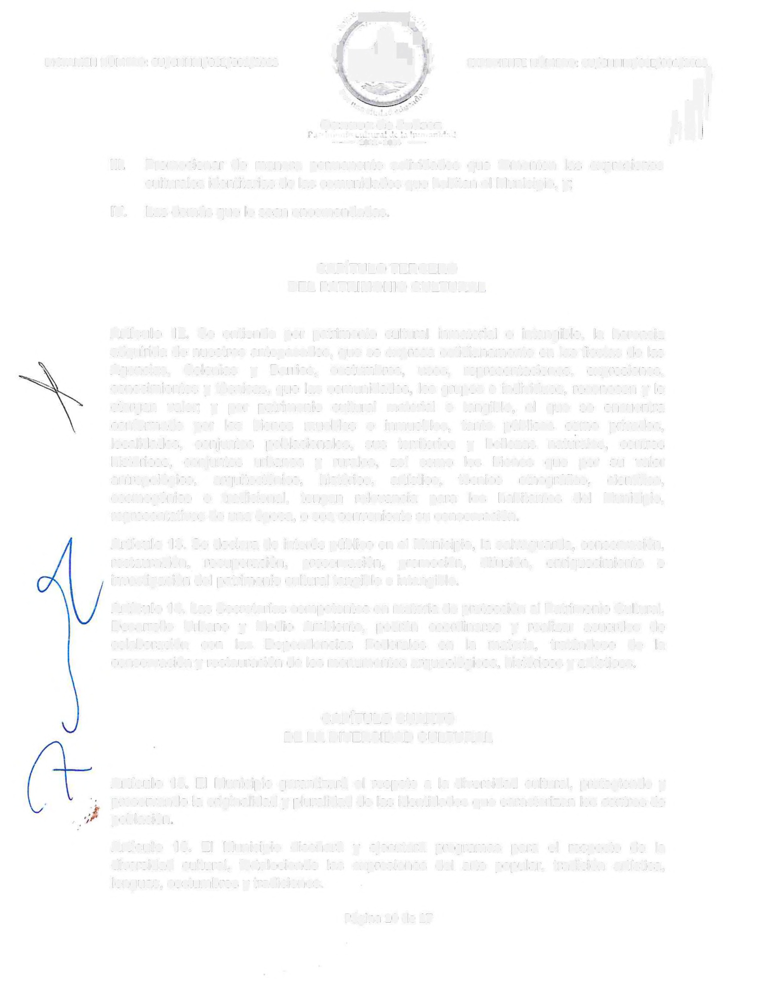 Oaxaca de Juárez
Patrimonio cultural de la humanidad
III. Promocionar de manera permanente actividades que fomenten las expresiones
culturales identitarias de las comunidades que habitan el Municipio, y;
IV. Las demás que le sean encomendadas.
CAPÍTULO TERCERO
DEL PATRIMONIO CULTURAL
Artículo 12. Se entiende por patrimonio cultural inmaterial o intangible, la herencia
adquirida de nuestros antepasados, que se expresa cotidianamente en las fiestas de las
Agencias, Colonias y Barrios, costumbres, usos, representaciones, expresiones,
conocimientos y técnicas, que las comunidades, los grupos e individuos, reconocen y le
otorgan valor; y por patrimonio cultural material o tangible, el que se encuentra
conformado por los bienes muebles e inmuebles, tanto públicos como privados,
localidades, conjuntos poblacionales, sus territorios y bellezas naturales, centros
históricos, conjuntos urbanos y rurales, así como los bienes que por su valor
antropológico, arquitectónico, histórico, artístico, técnico etnográfico, científico,
cosmogónico o tradicional, tengan relevancia para los habitantes del Municipio,
representativos de una época, o sea conveniente su conservación.
Artículo 13. Se declara de interés público en el Municipio, la salvaguarda, conservación,
restauración, recuperación, preservación, promoción, difusión, enriquecimiento e
investigación del patrimonio cultural tangible e intangible.
Artículo 14. Las Secretarías competentes en materia de protección al Patrimonio Cultural,
Desarrollo Urbano y Medio Ambiente, podrán coordinarse y realizar acuerdos de
colaboración con las Dependencias Federales en la materia, tratándose de la
conservación y restauración de los monumentos arqueológicos, históricos y artísticos.
CAPÍTULO CUARTO
DE LA DIVERSIDAD CULTURAL
Artículo 15. El Municipio garantizará el respeto a la diversidad cultural, protegiendo y
preservando la originalidad y pluralidad de las identidades que caracterizan los centros de
población.
Artículo 16. El Municipio diseñará y ejecutará programas para el respeto de la
diversidad cultural, fortaleciendo las expresiones del arte popular, tradición artística,
lenguas, costumbres y tradiciones.